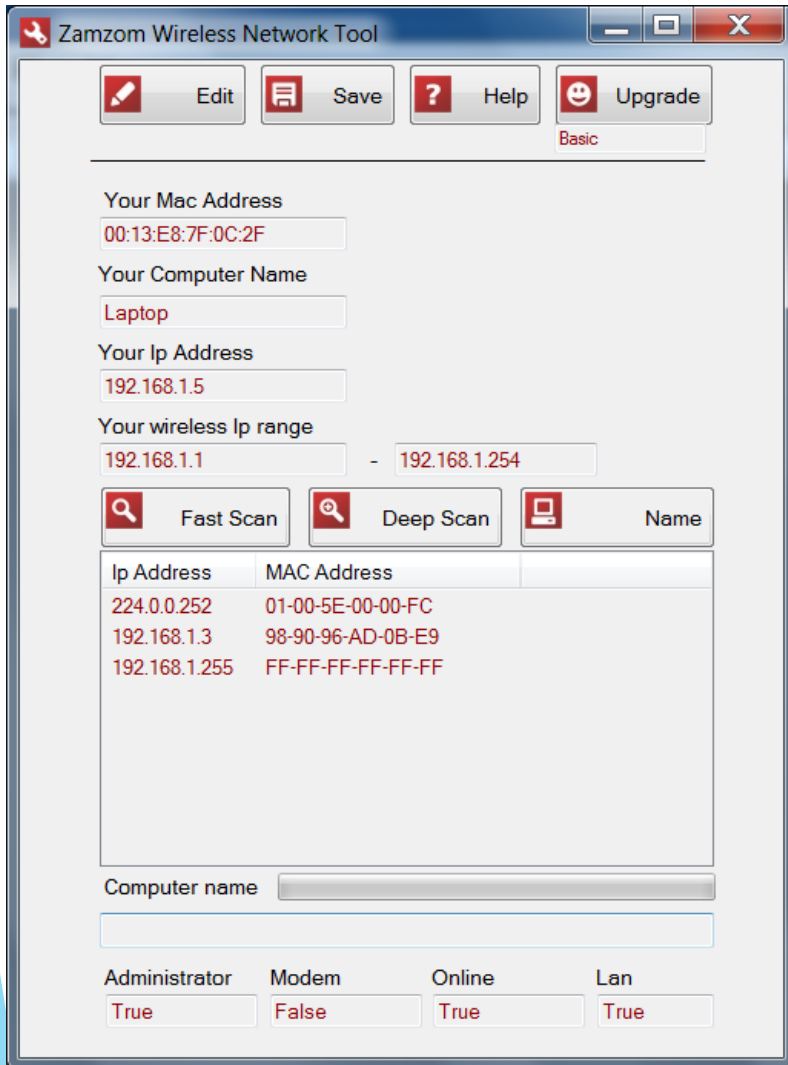 Zamzom Wireless Network Tool
Edit Save Help Upgrade
Basic
Your Mac Address
00:13:E8:7F:0C:2F
Your Computer Name
Laptop
Your Ip Address
192.168.1.5
Your wireless Ip range
192.168.1.1 - 192.168.1.254
Fast Scan Deep Scan Name
Ip Address MAC Address
224.0.0.252 01-00-5E-00-00-FC
192.168.1.3 98-90-96-AD-0B-E9
192.168.1.255 FF-FF-FF-FF-FF-FF
Computer name
Administrator Modem Online Lan
True False True True